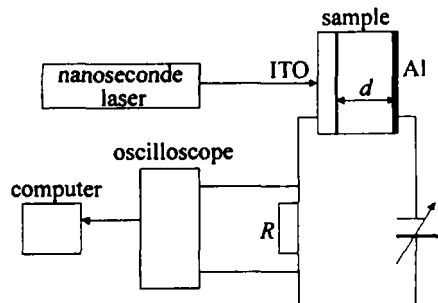 sample
ITO
Al
nanoseconde
laser
d
oscilloscope
computer
R